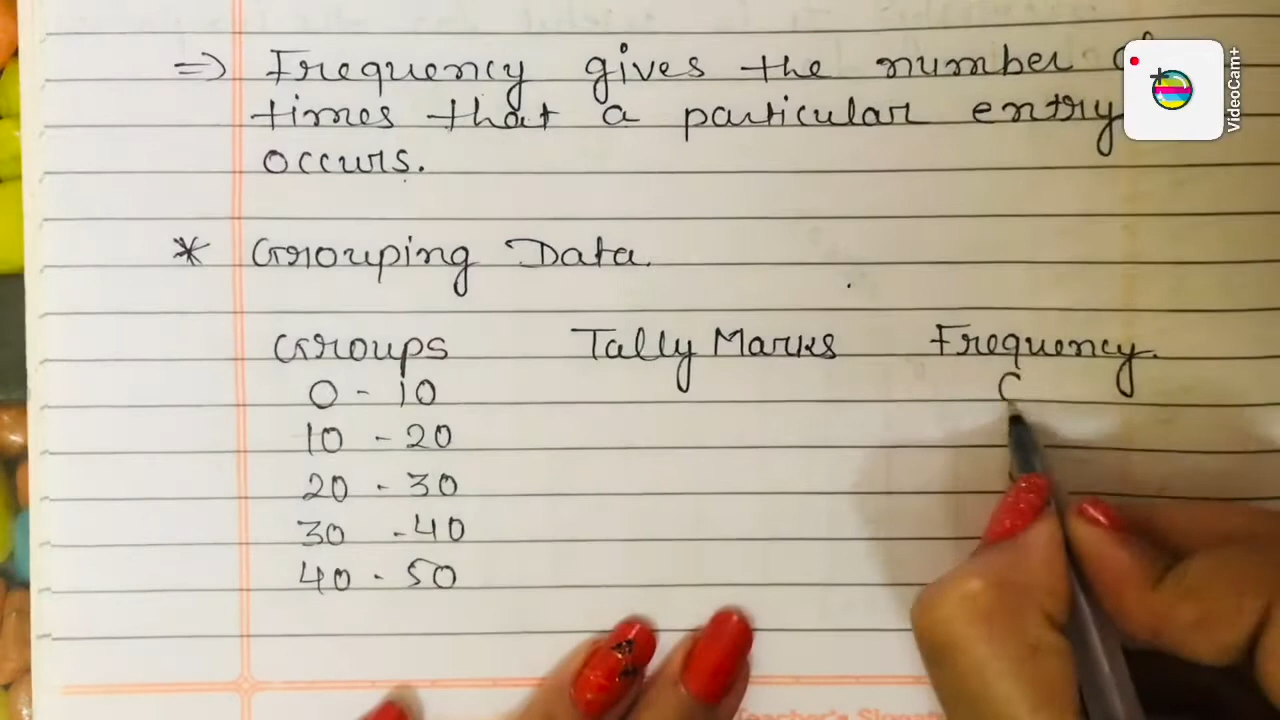 => Frequency gives the number
times that a particular entry
occurs.
* Grouping Data.
Groups Tally Marks Frequency.
0 - 10
10 - 20
20 - 30
30 - 40
40 - 50
Teacher's
VideoCam+